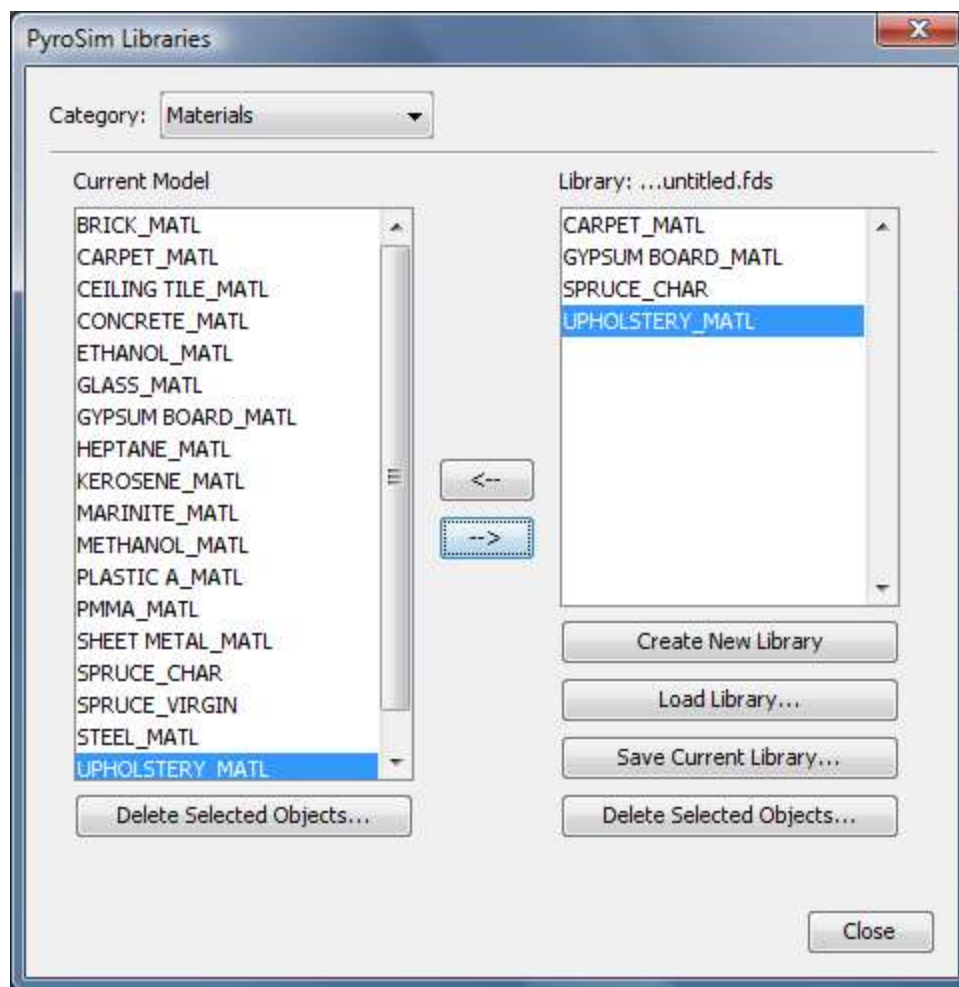 PyroSim Libraries
Category: Materials
Current Model
BRICK_MATL
CARPET_MATL
CEILING TILE_MATL
CONCRETE_MATL
ETHANOL_MATL
GLASS_MATL
GYPSUM BOARD_MATL
HEPTANE_MATL
KEROSENE_MATL
MARINITE_MATL
METHANOL_MATL
PLASTIC A_MATL
PMMA_MATL
SHEET METAL_MATL
SPRUCE_CHAR
SPRUCE_VIRGIN
STEEL_MATL
UPHOLSTERY_MATL
Delete Selected Objects...
<--
-->
Library: ...untitled.fds
CARPET_MATL
GYPSUM BOARD_MATL
SPRUCE_CHAR
UPHOLSTERY_MATL
Create New Library
Load Library...
Save Current Library...
Delete Selected Objects...
Close